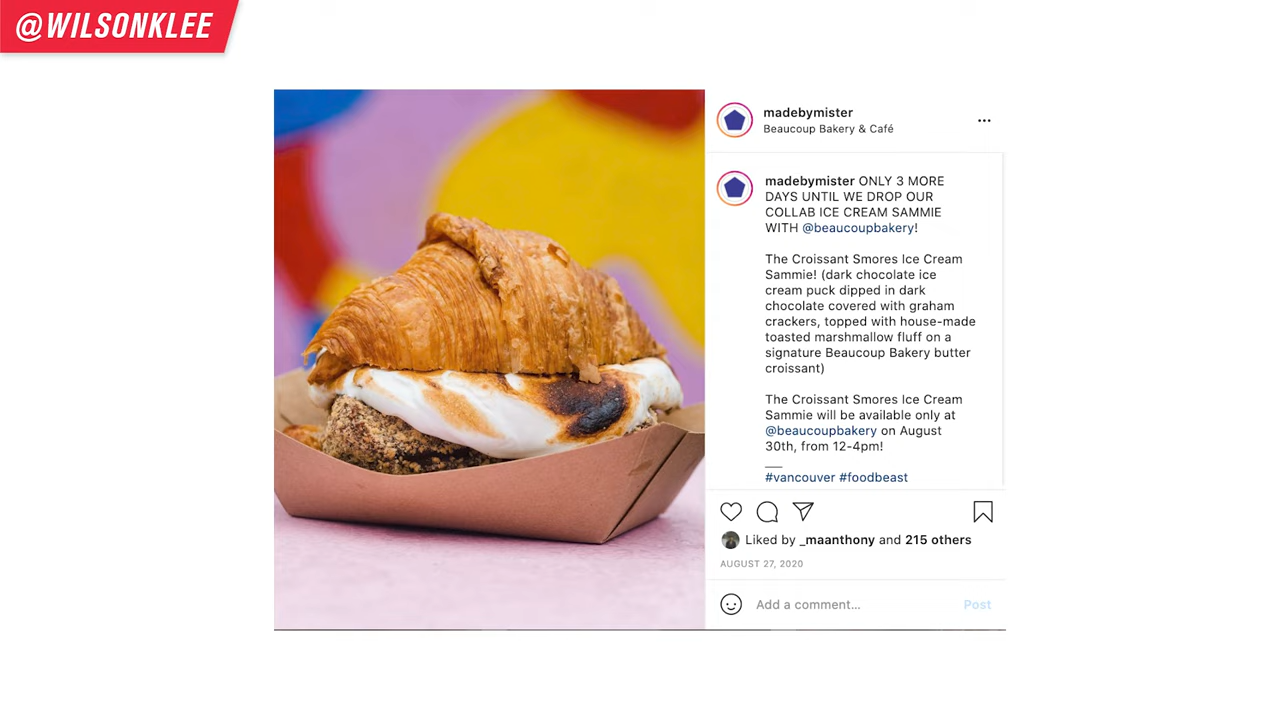 @WILSONKLEE
madebymister
Beaucoup Bakery & Café
madebymister ONLY 3 MORE
DAYS UNTIL WE DROP OUR
COLLAB ICE CREAM SAMMIE
WITH @beaucoupbakery!
The Croissant Smores Ice Cream
Sammie! (dark chocolate ice
cream puck dipped in dark
chocolate covered with graham
crackers, topped with house-made
toasted marshmallow fluff on a
signature Beaucoup Bakery butter
croissant)
The Croissant Smores Ice Cream
Sammie will be available only at
@beaucoupbakery on August
30th, from 12-4pm!
___
#vancouver #foodbeast
Liked by _maanthony and 215 others
AUGUST 27, 2020
Add a comment... Post